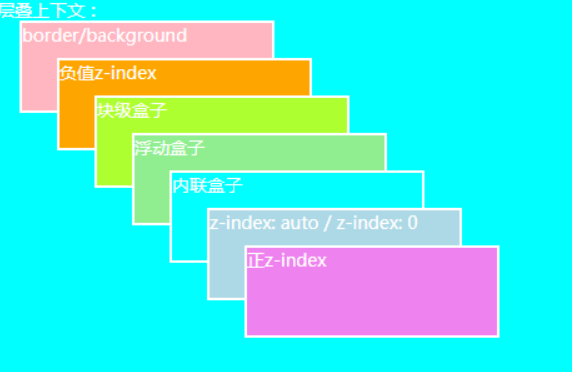 层叠上下文：
border/background
负值z-index
块级盒子
浮动盒子
内联盒子
z-index: auto / z-index: 0
正z-index